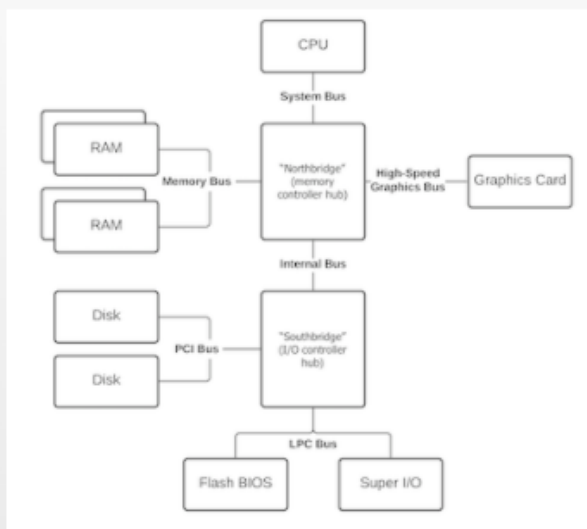 CPU
System Bus
RAM
RAM
Memory Bus
"Northbridge"
(memory
controller
hub)
High-Speed
Graphics Bus
Graphics Card
Internal Bus
Disk
Disk
PCI Bus
"Southbridge"
(I/O controller
hub)
LPC Bus
Flash BIOS
Super I/O